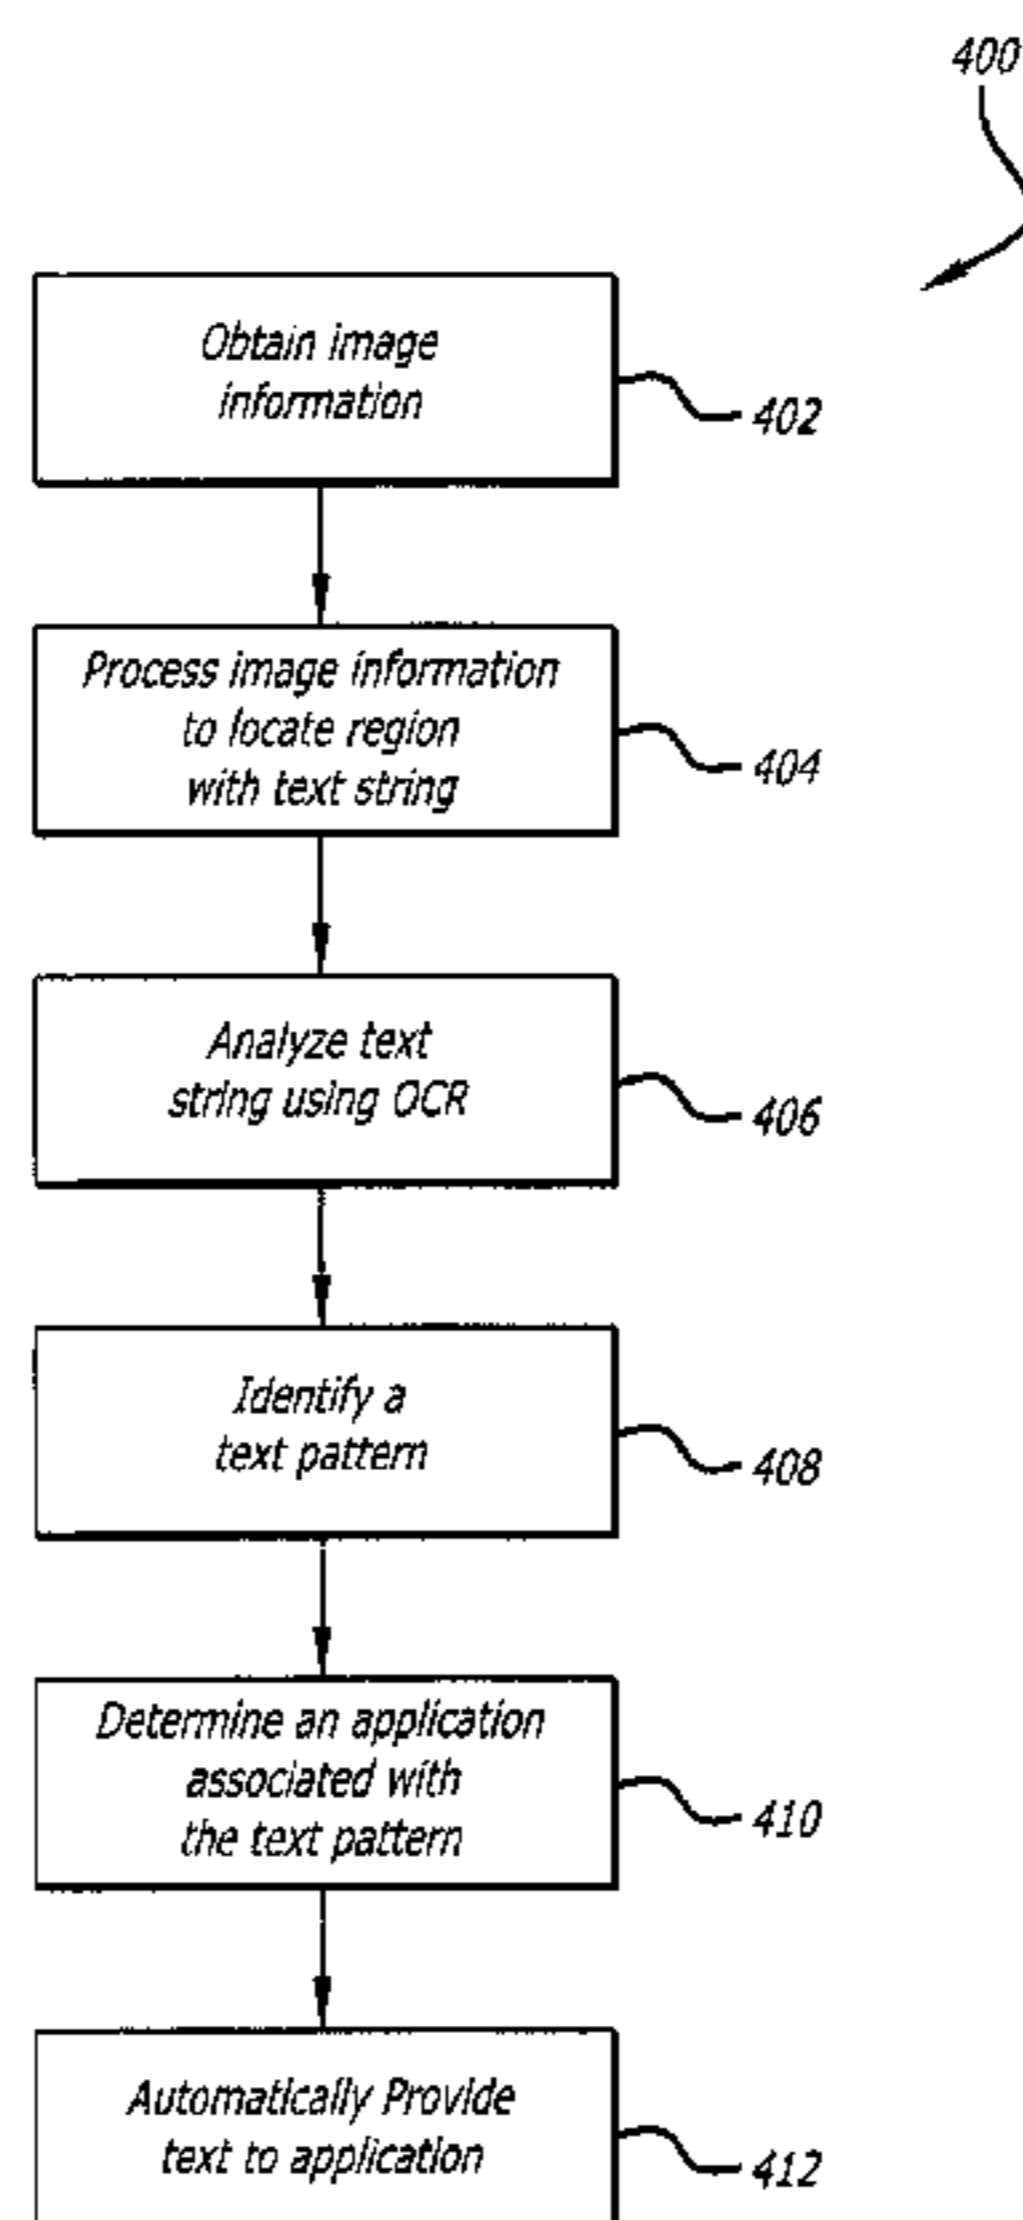 400
Obtain image
information
402
Process image information
to locate region
with text string
404
Analyze text
string using OCR
406
Identify a
text pattern
408
Determine an application
associated with
the text pattern
410
Automatically Provide
text to application
412